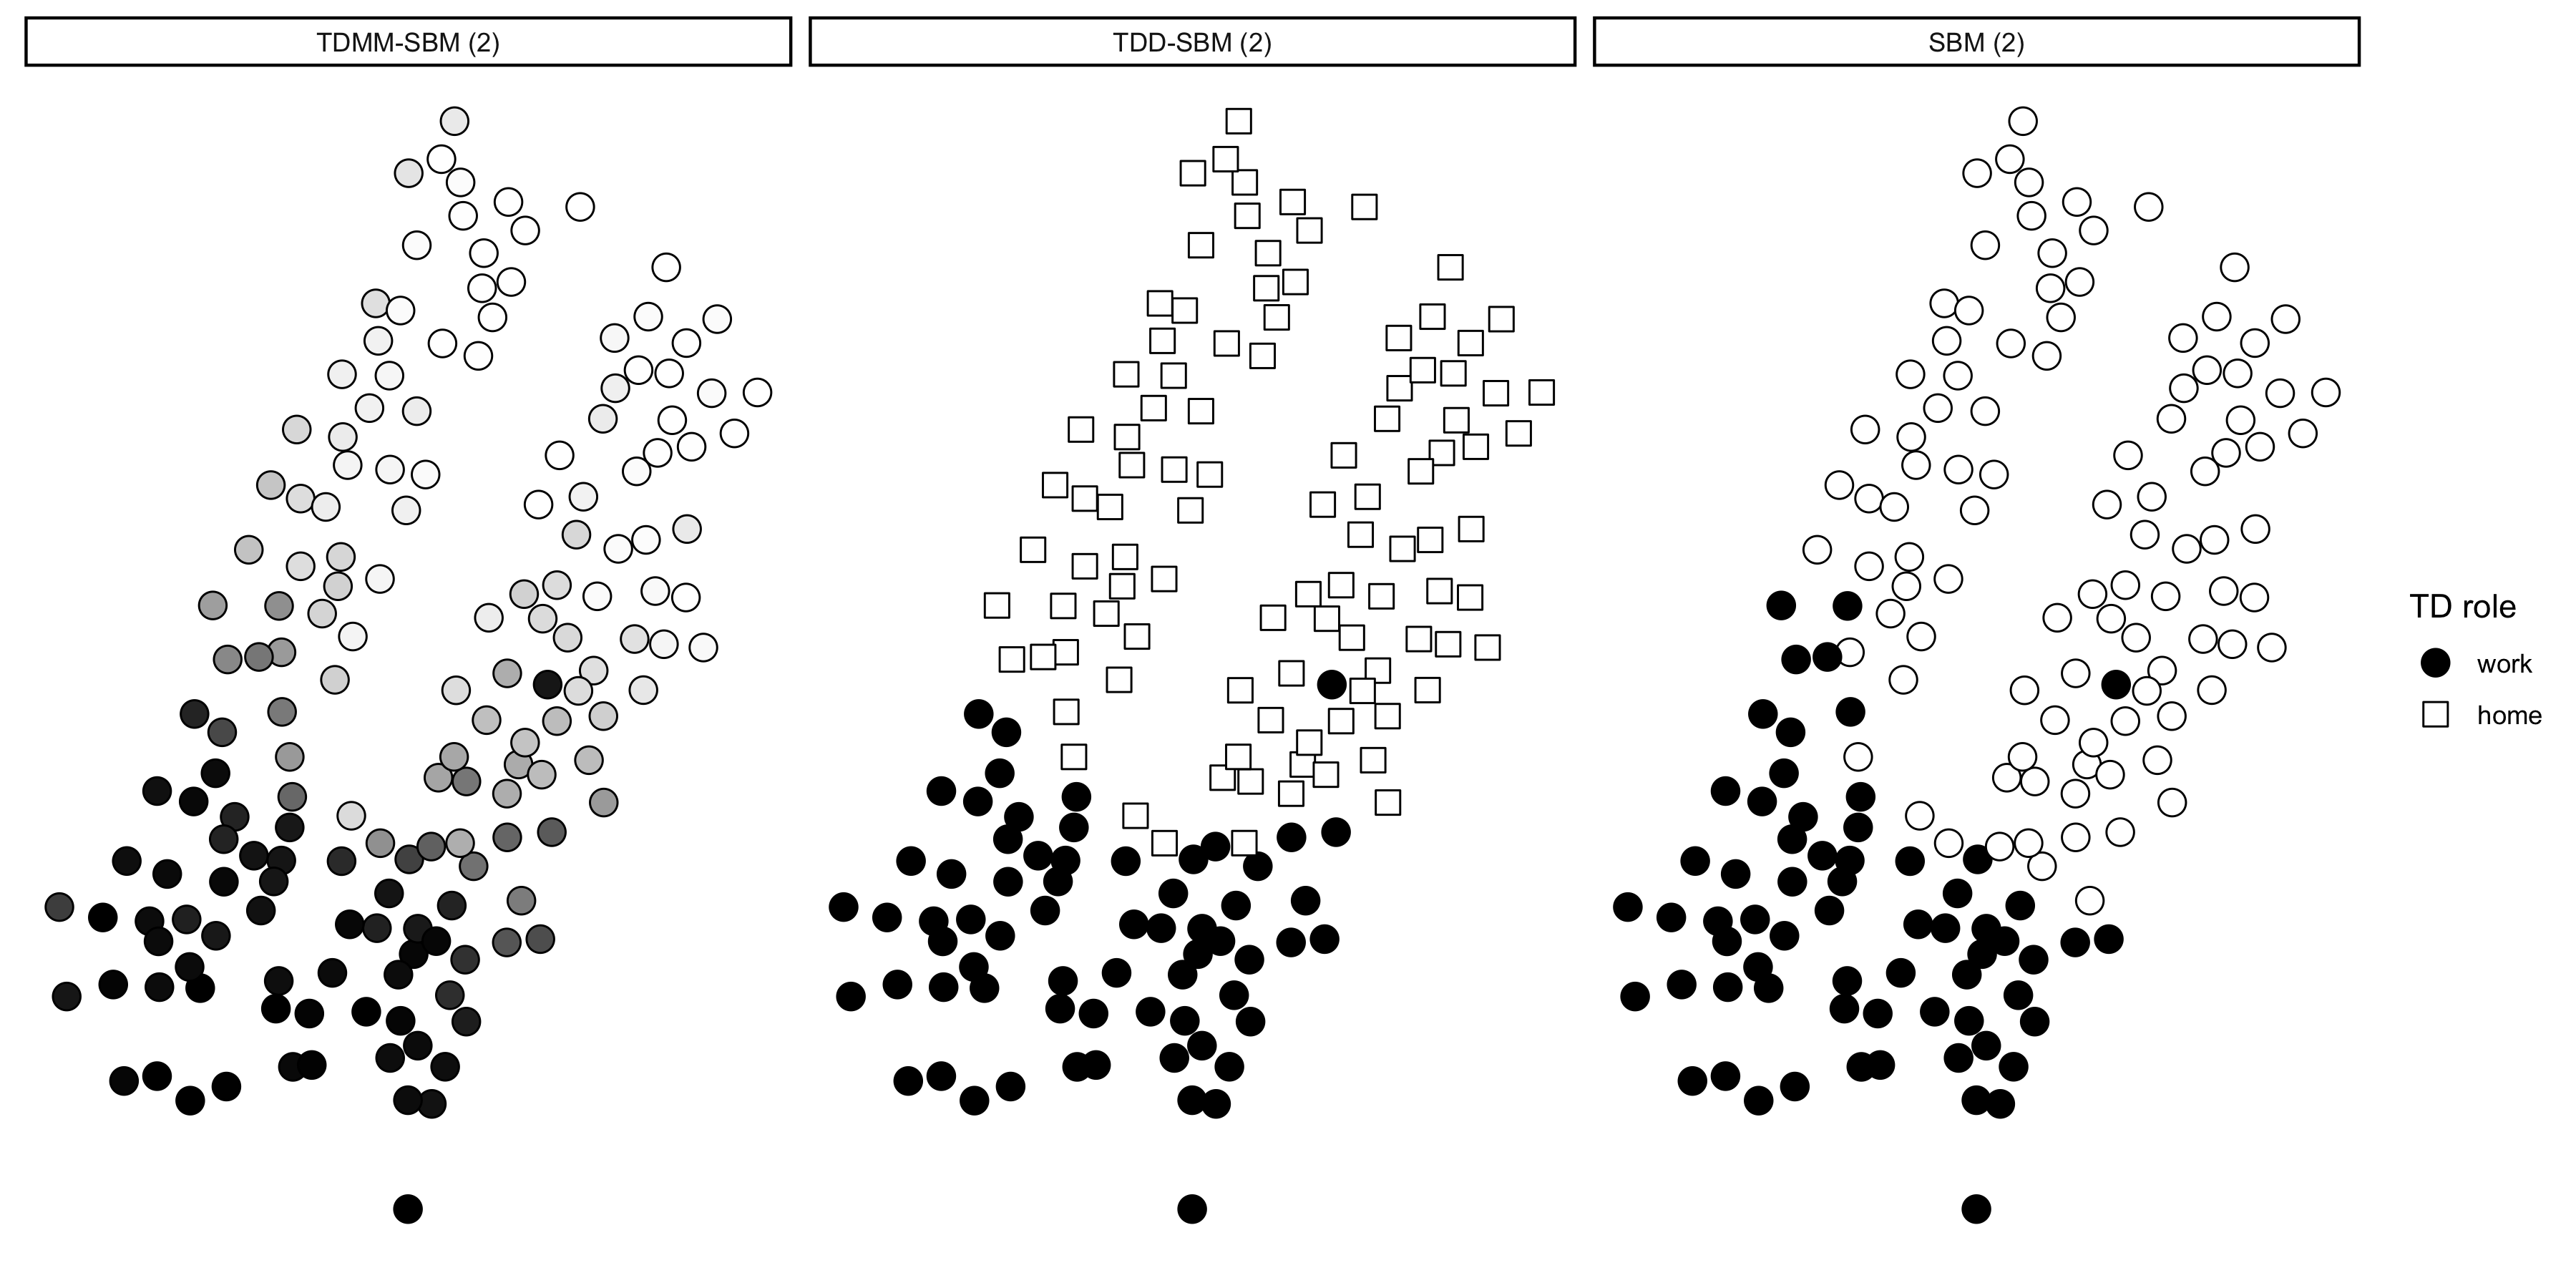 TDMM-SBM (2)
TDD-SBM (2)
SBM (2)
TD role
work
home